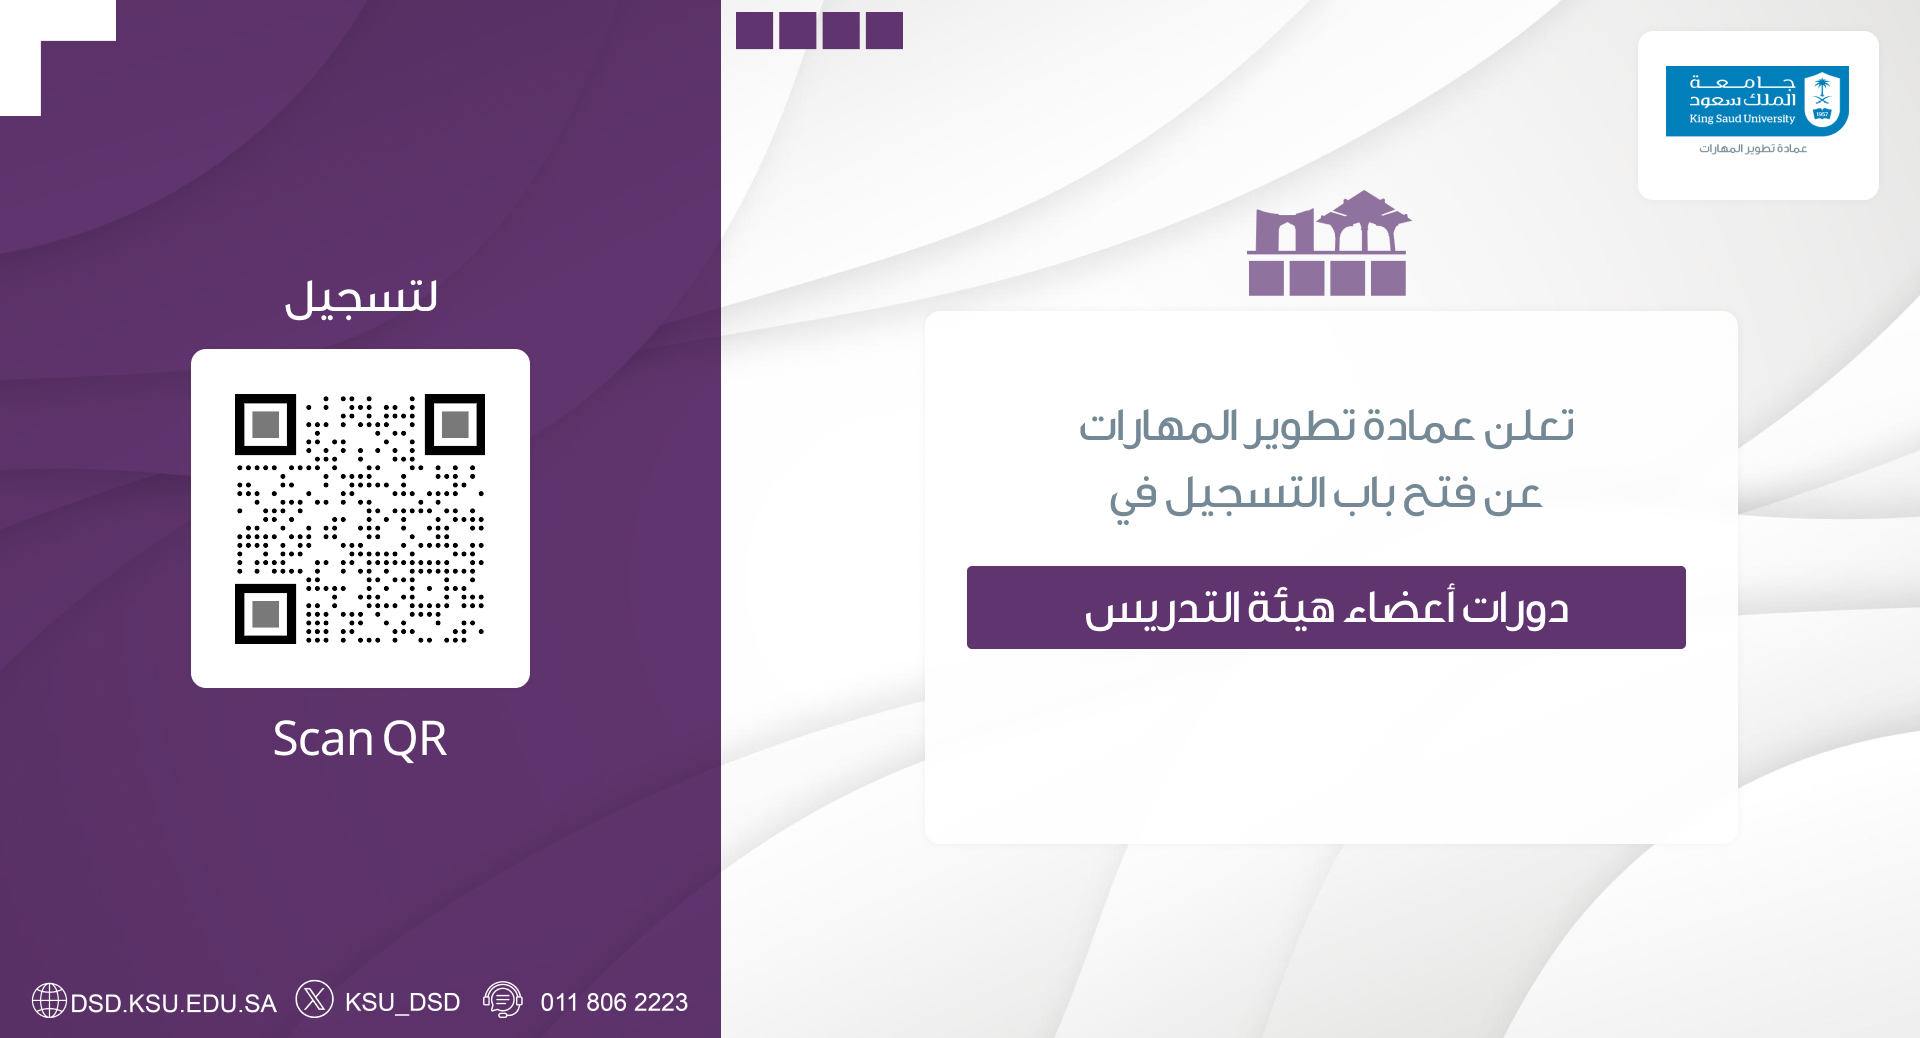 جامعة
الملك سعود
King Saud University
1957
عمادة تطوير المهارات
تعلن عمادة تطوير المهارات
عن فتح باب التسجيل في
دورات أعضاء هيئة التدريس
لتسجيل
Scan QR
DSD.KSU.EDU.SA KSU_DSD 011 806 2223